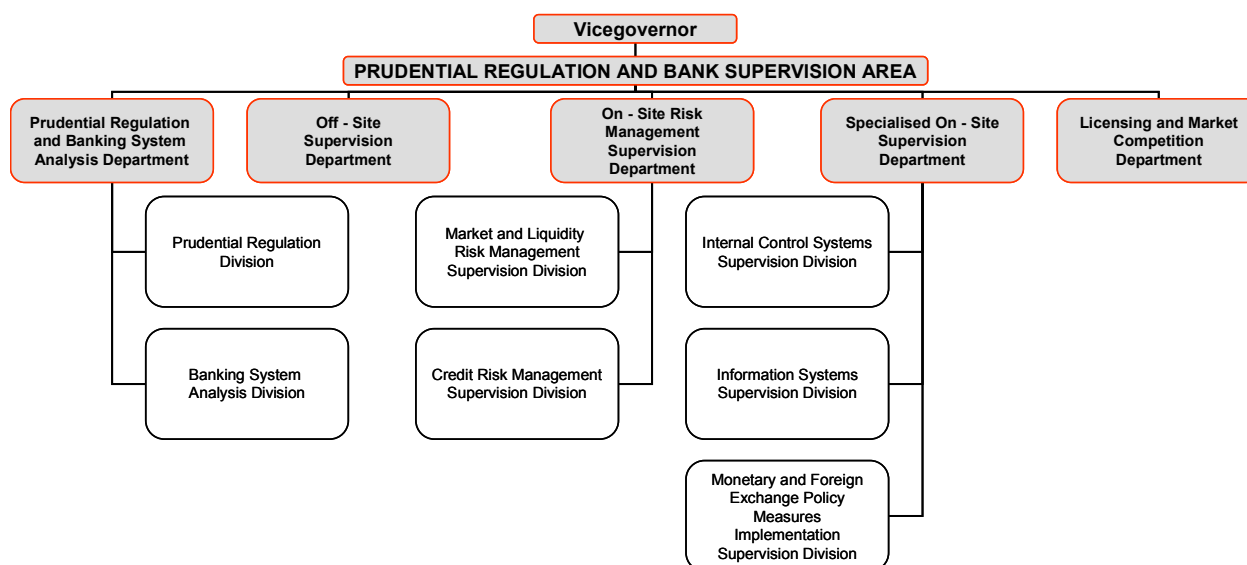 Vicegovernor
PRUDENTIAL REGULATION AND BANK SUPERVISION AREA
Prudential Regulation
and Banking System
Analysis Department
Off - Site
Supervision
Department
On - Site Risk
Management
Supervision
Department
Specialised On - Site
Supervision
Department
Licensing and Market
Competition
Department
Prudential Regulation
Division
Market and Liquidity
Risk Management
Supervision Division
Internal Control Systems
Supervision Division
Banking System
Analysis Division
Credit Risk Management
Supervision Division
Information Systems
Supervision Division
Monetary and Foreign
Exchange Policy
Measures
Implementation
Supervision Division